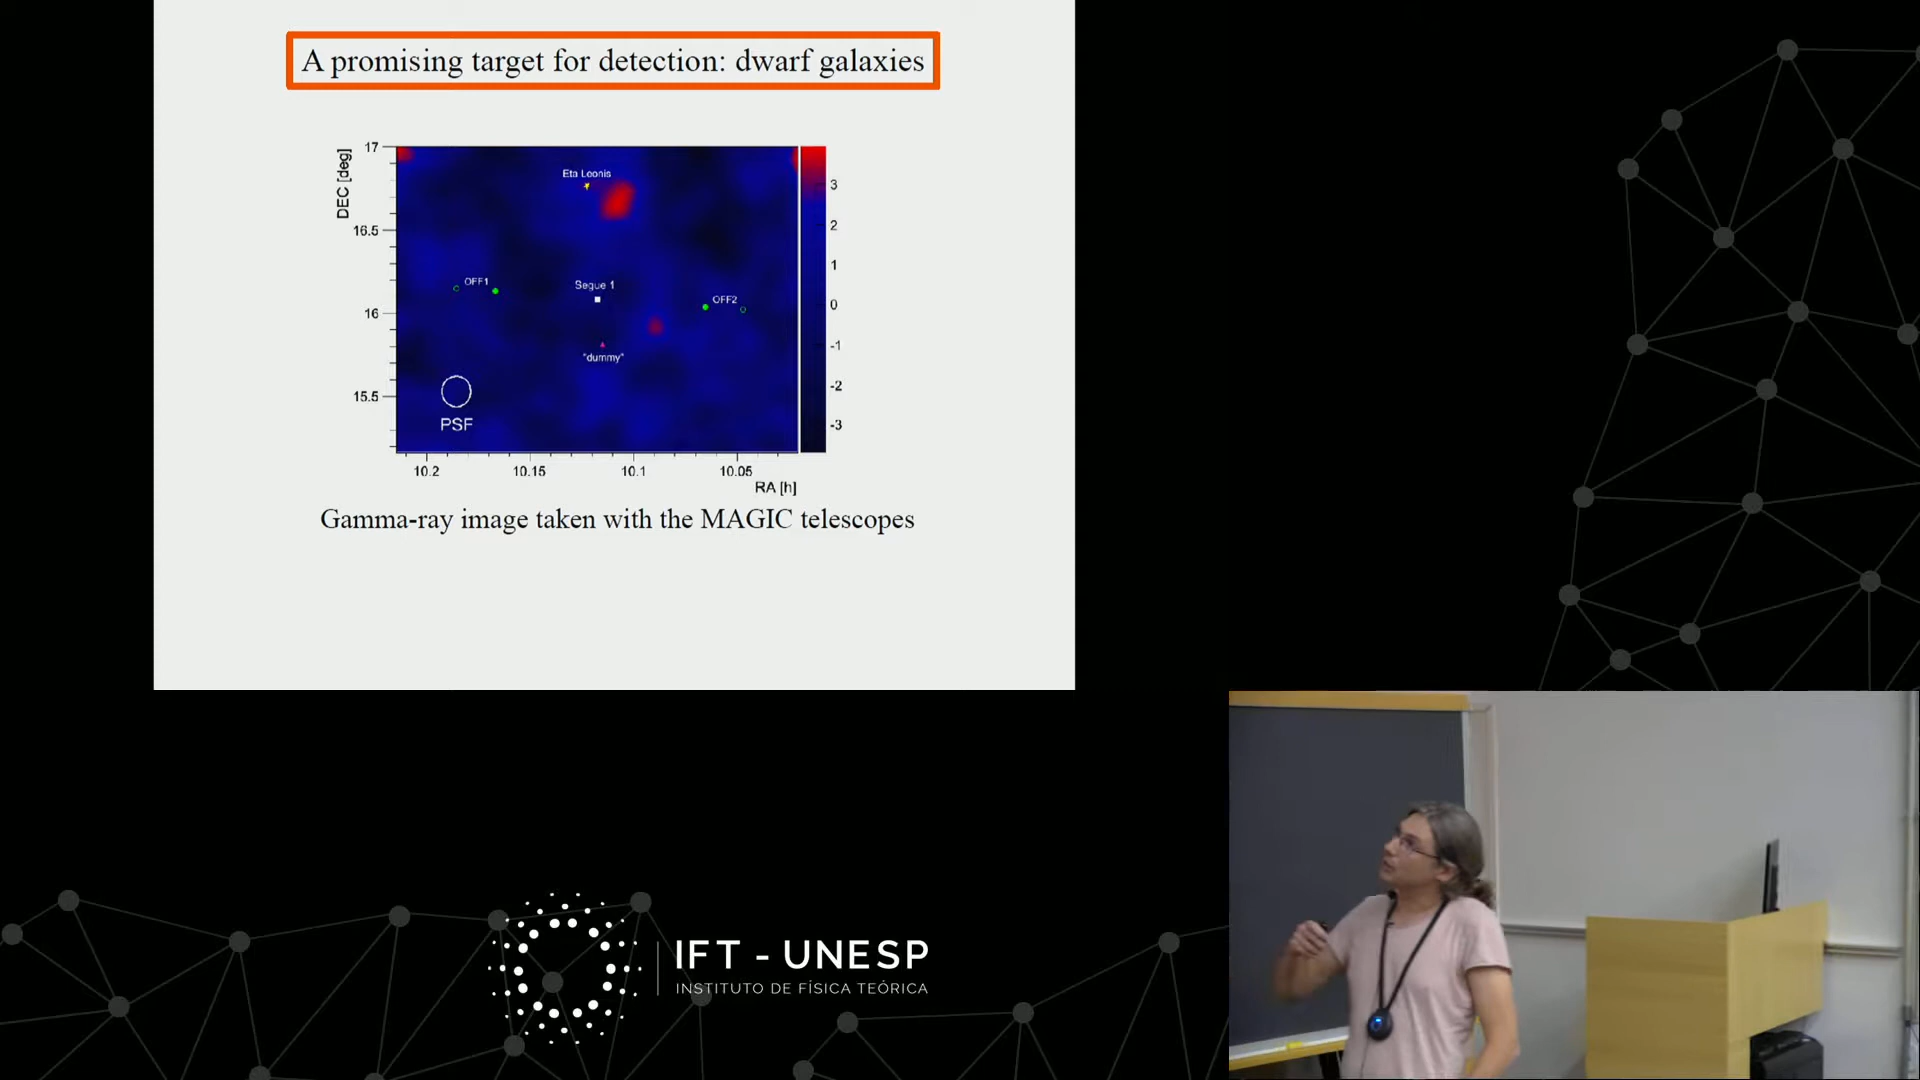 A promising target for detection: dwarf galaxies
DEC [deg]
17
16.5
16
15.5
Eta Leonis
OFF1
Segue 1
OFF2
"dummy"
PSF
3
2
1
0
-1
-2
-3
10.2
10.15
10.1
10.05
RA [h]
Gamma-ray image taken with the MAGIC telescopes
IFT - UNESP
INSTITUTO DE FÍSICA TEÓRICA